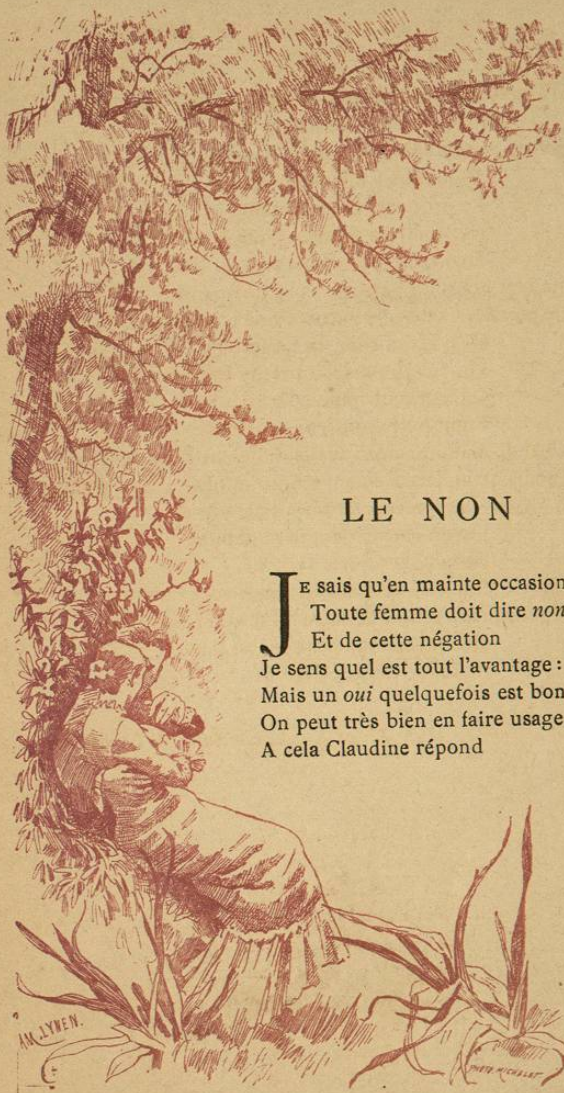 LE NON
JE sais qu'en mainte occasion
Toute femme doit dire non
Et de cette négation
Je sens quel est tout l'avantage :
Mais un oui quelquefois est bon
On peut très bien en faire usage
A cela Claudine répond
AM. LYNEN.
PHOTO. MICHELET